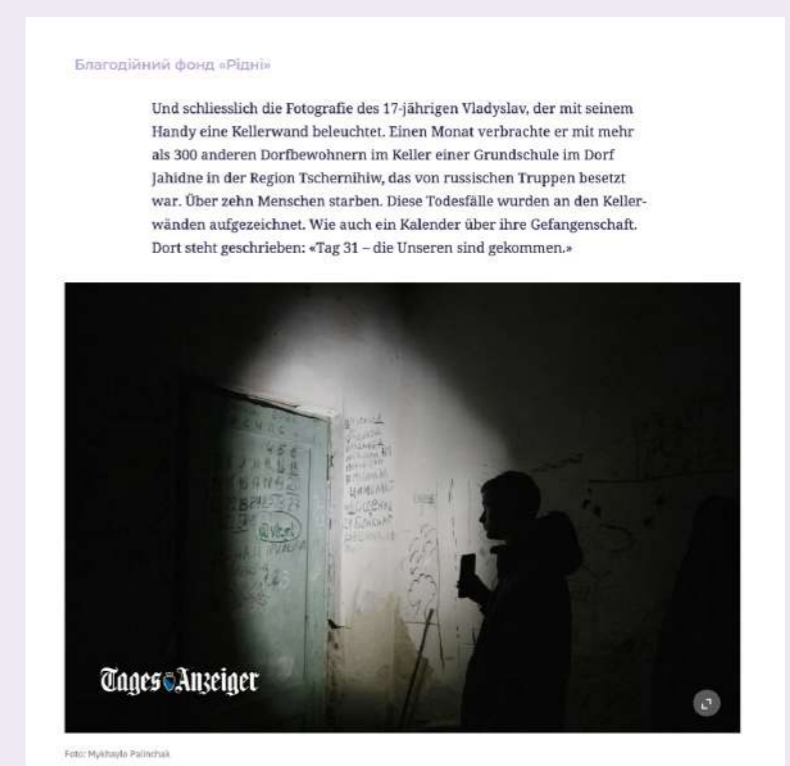 Благодійний фонд «Рідні»
Und schliesslich die Fotografie des 17-jährigen Vladyslav, der mit seinem
Handy eine Kellerwand beleuchtet. Einen Monat verbrachte er mit mehr
als 300 anderen Dorfbewohnern im Keller einer Grundschule im Dorf
Jahidne in der Region Tschernihiw, das von russischen Truppen besetzt
war. Über zehn Menschen starben. Diese Todesfälle wurden an den Keller-
wänden aufgezeichnet. Wie auch ein Kalender über ihre Gefangenschaft.
Dort steht geschrieben: «Tag 31 – die Unseren sind gekommen.»
Tages Anzeiger
Foto: Mykhaylo Palinchak